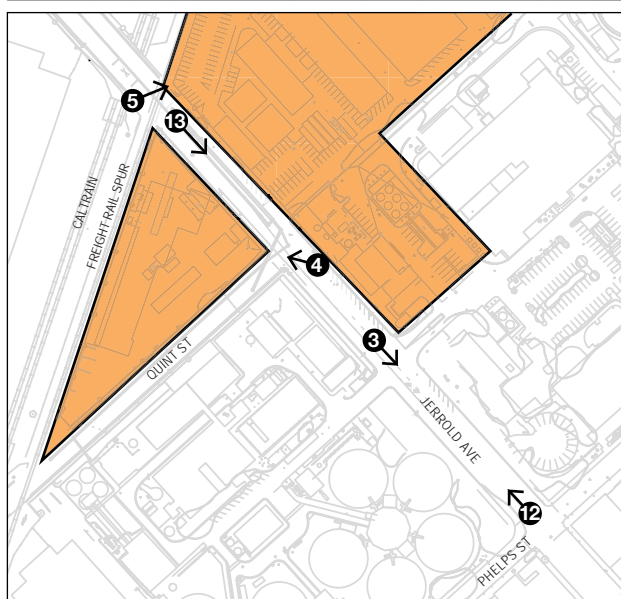 5
13
CALTRAIN
FREIGHT RAIL SPUR
4
QUINT ST
3
JERROLD AVE
12
PHELPS ST